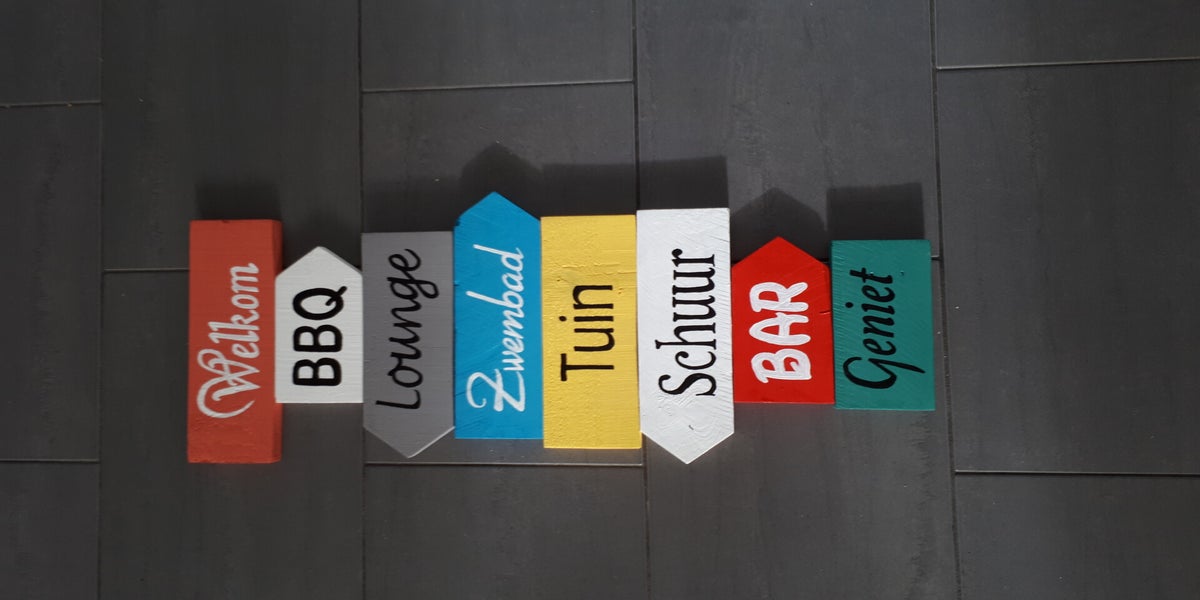 Welkom
BBQ
Lounge
Zwembad
Tuin
Schuur
BAR
Geniet